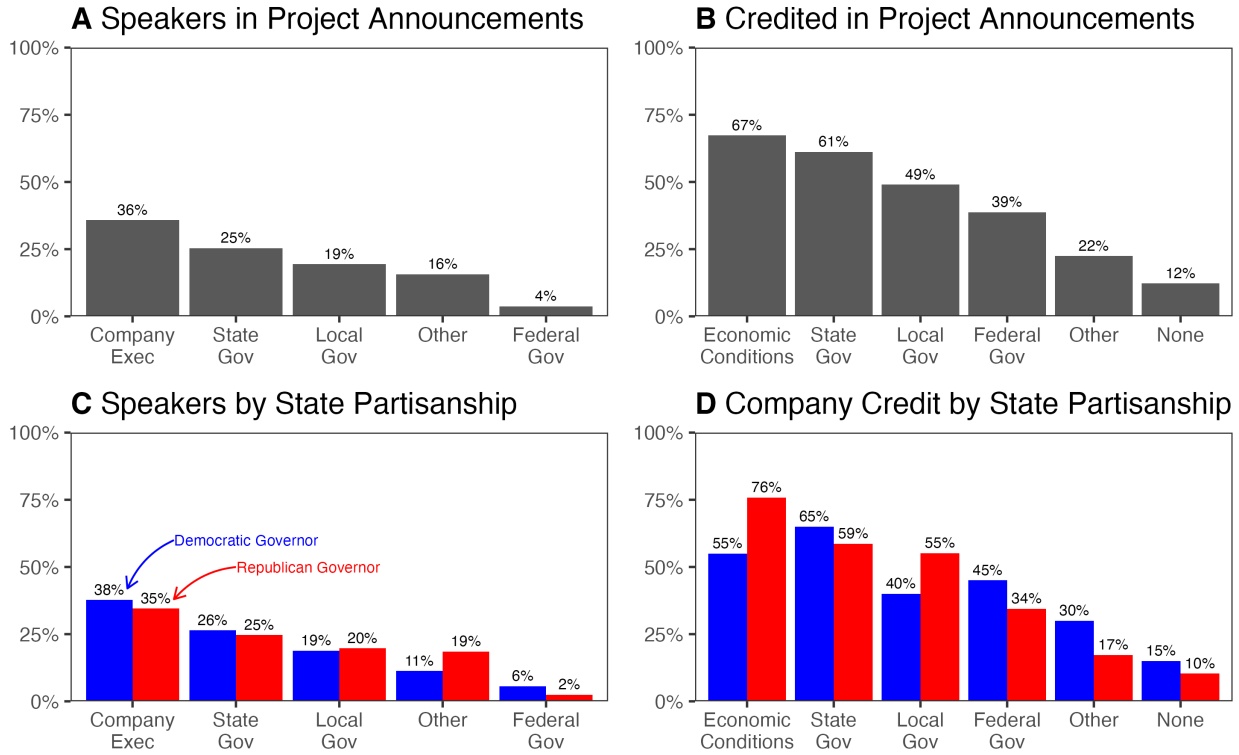 A Speakers in Project Announcements
100%
75%
50%
25%
0%
36%
25%
19%
16%
4%
Company
Exec
State
Gov
Local
Gov
Other
Federal
Gov
B Credited in Project Announcements
100%
75%
50%
25%
0%
67%
61%
49%
39%
22%
12%
Economic
Conditions
State
Gov
Local
Gov
Federal
Gov
Other
None
C Speakers by State Partisanship
100%
75%
50%
25%
0%
Democratic Governor
Republican Governor
38%
35%
26%
25%
19%
20%
11%
19%
6%
2%
Company
Exec
State
Gov
Local
Gov
Other
Federal
Gov
D Company Credit by State Partisanship
100%
75%
50%
25%
0%
55%
76%
65%
59%
40%
55%
45%
34%
30%
17%
15%
10%
Economic
Conditions
State
Gov
Local
Gov
Federal
Gov
Other
None